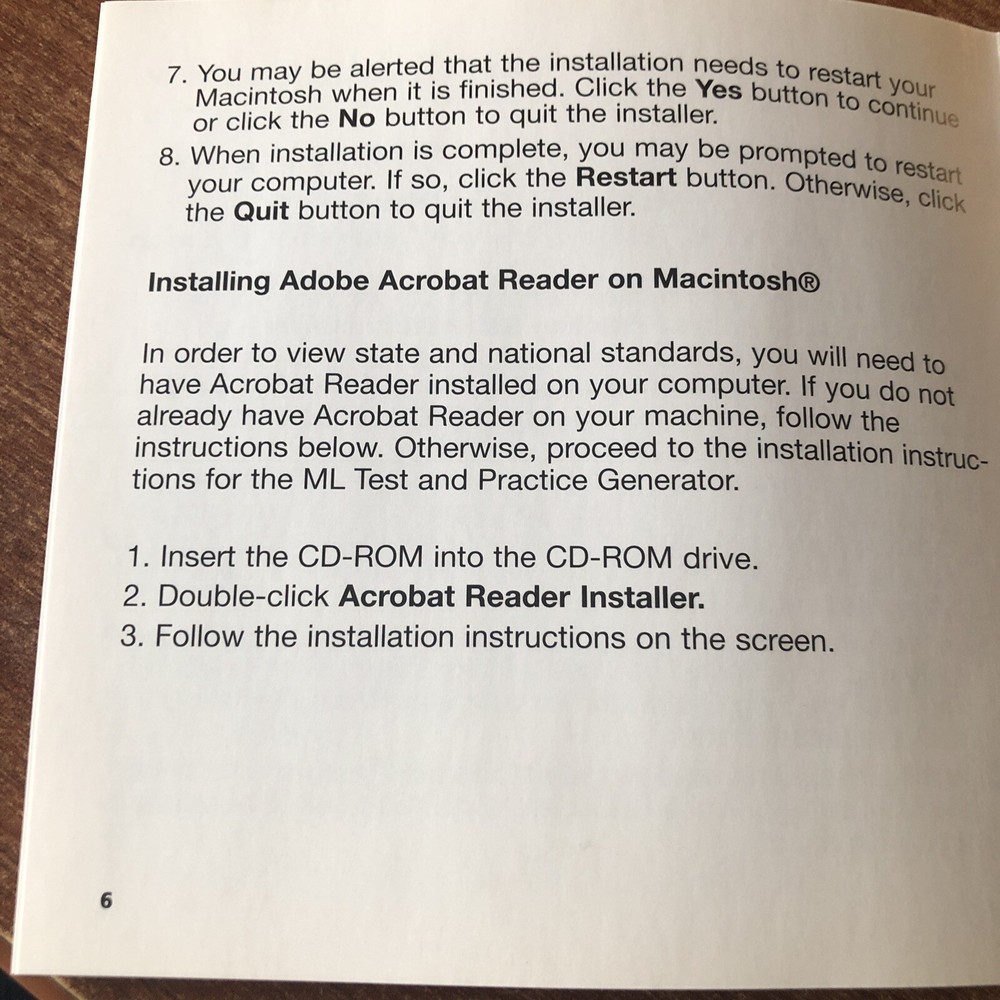 7. You may be alerted that the installation needs to restart your
Macintosh when it is finished. Click the Yes button to continue
or click the No button to quit the installer.
8. When installation is complete, you may be prompted to restart
your computer. If so, click the Restart button. Otherwise, click
the Quit button to quit the installer.
Installing Adobe Acrobat Reader on Macintosh®
In order to view state and national standards, you will need to
have Acrobat Reader installed on your computer. If you do not
already have Acrobat Reader on your machine, follow the
instructions below. Otherwise, proceed to the installation instruc-
tions for the ML Test and Practice Generator.
1. Insert the CD-ROM into the CD-ROM drive.
2. Double-click Acrobat Reader Installer.
3. Follow the installation instructions on the screen.
6